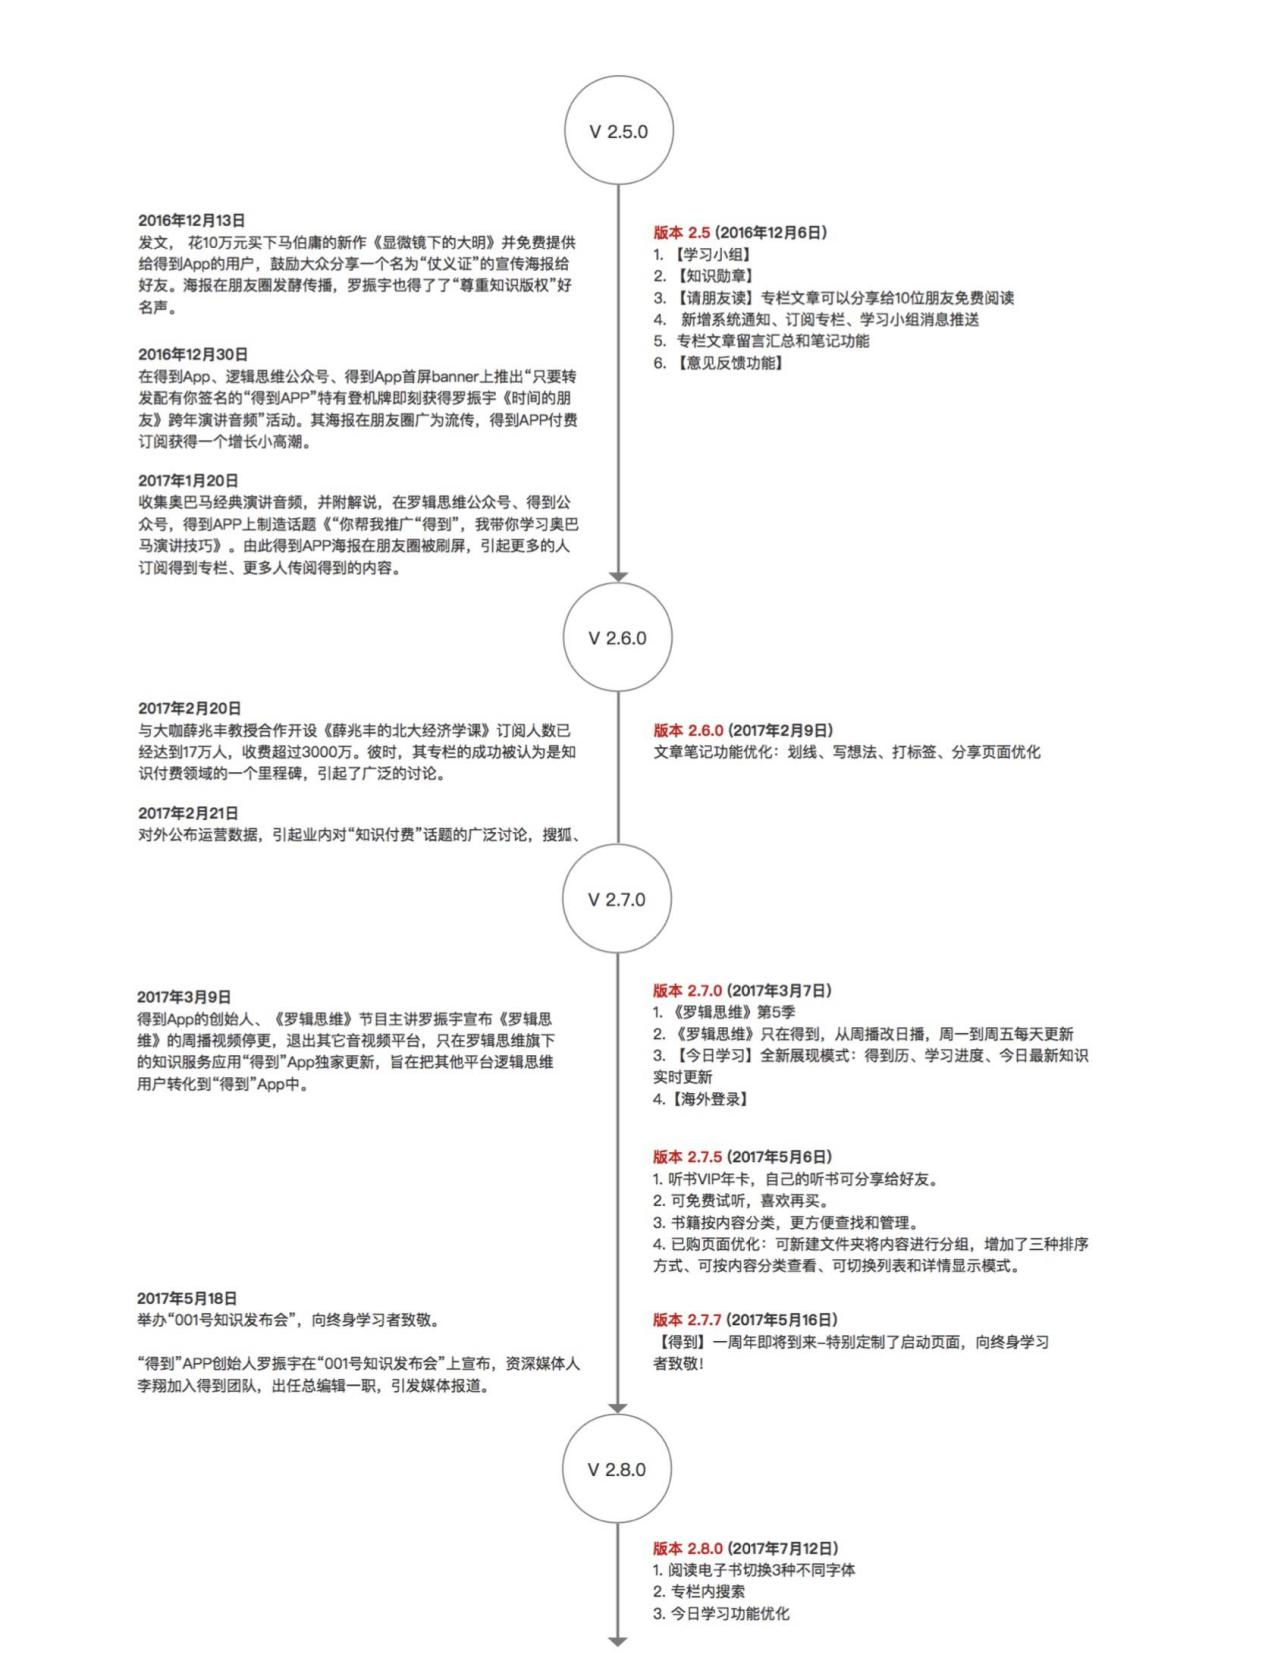 V 2.5.0
2016年12月13日
发文， 花10万元买下马伯庸的新作《显微镜下的大明》并免费提供
给得到App的用户，鼓励大众分享一个名为“仗义证”的宣传海报给
好友。海报在朋友圈发酵传播，罗振宇也得了了“尊重知识版权”好
名声。
2016年12月30日
在得到App、逻辑思维公众号、得到App首屏banner上推出“只要转
发配有你签名的“得到APP”特有登机牌即刻获得罗振宇《时间的朋
友》跨年演讲音频”活动。其海报在朋友圈广为流传，得到APP付费
订阅获得一个增长小高潮。
2017年1月20日
收集奥巴马经典演讲音频，并附解说，在罗辑思维公众号、得到公
众号，得到APP上制造话题《“你帮我推广“得到”，我带你学习奥巴
马演讲技巧》。由此得到APP海报在朋友圈被刷屏，引起更多的人
订阅得到专栏、更多人传阅得到的内容。
版本 2.5 (2016年12月6日)
1. 【学习小组】
2. 【知识勋章】
3. 【请朋友读】专栏文章可以分享给10位朋友免费阅读
4. 新增系统通知、订阅专栏、学习小组消息推送
5. 专栏文章留言汇总和笔记功能
6. 【意见反馈功能】
V 2.6.0
2017年2月20日
与大咖薛兆丰教授合作开设《薛兆丰的北大经济学课》订阅人数已
经达到17万人，收费超过3000万。彼时，其专栏的成功被认为是知
识付费领域的一个里程碑，引起了广泛的讨论。
2017年2月21日
对外公布运营数据，引起业内对“知识付费”话题的广泛讨论，搜狐、
版本 2.6.0 (2017年2月9日)
文章笔记功能优化：划线、写想法、打标签、分享页面优化
V 2.7.0
2017年3月9日
得到App的创始人、《罗辑思维》节目主讲罗振宇宣布《罗辑思
维》的周播视频停更，退出其它音视频平台，只在罗辑思维旗下
的知识服务应用“得到”App独家更新，旨在把其他平台逻辑思维
用户转化到“得到”App中。
2017年5月18日
举办“001号知识发布会”，向终身学习者致敬。
“得到”APP创始人罗振宇在“001号知识发布会”上宣布，资深媒体人
李翔加入得到团队，出任总编辑一职，引发媒体报道。
版本 2.7.0 (2017年3月7日)
1. 《罗辑思维》第5季
2. 《罗辑思维》只在得到，从周播改日播，周一到周五每天更新
3. 【今日学习】全新展现模式：得到历、学习进度、今日最新知识
实时更新
4.【海外登录】
版本 2.7.5 (2017年5月6日)
1. 听书VIP年卡，自己的听书可分享给好友。
2. 可免费试听，喜欢再买。
3. 书籍按内容分类，更方便查找和管理。
4. 已购页面优化：可新建文件夹将内容进行分组，增加了三种排序
方式、可按内容分类查看、可切换列表和详情显示模式。
版本 2.7.7 (2017年5月16日)
【得到】一周年即将到来–特别定制了启动页面，向终身学习
者致敬！
V 2.8.0
版本 2.8.0 (2017年7月12日)
1. 阅读电子书切换3种不同字体
2. 专栏内搜索
3. 今日学习功能优化